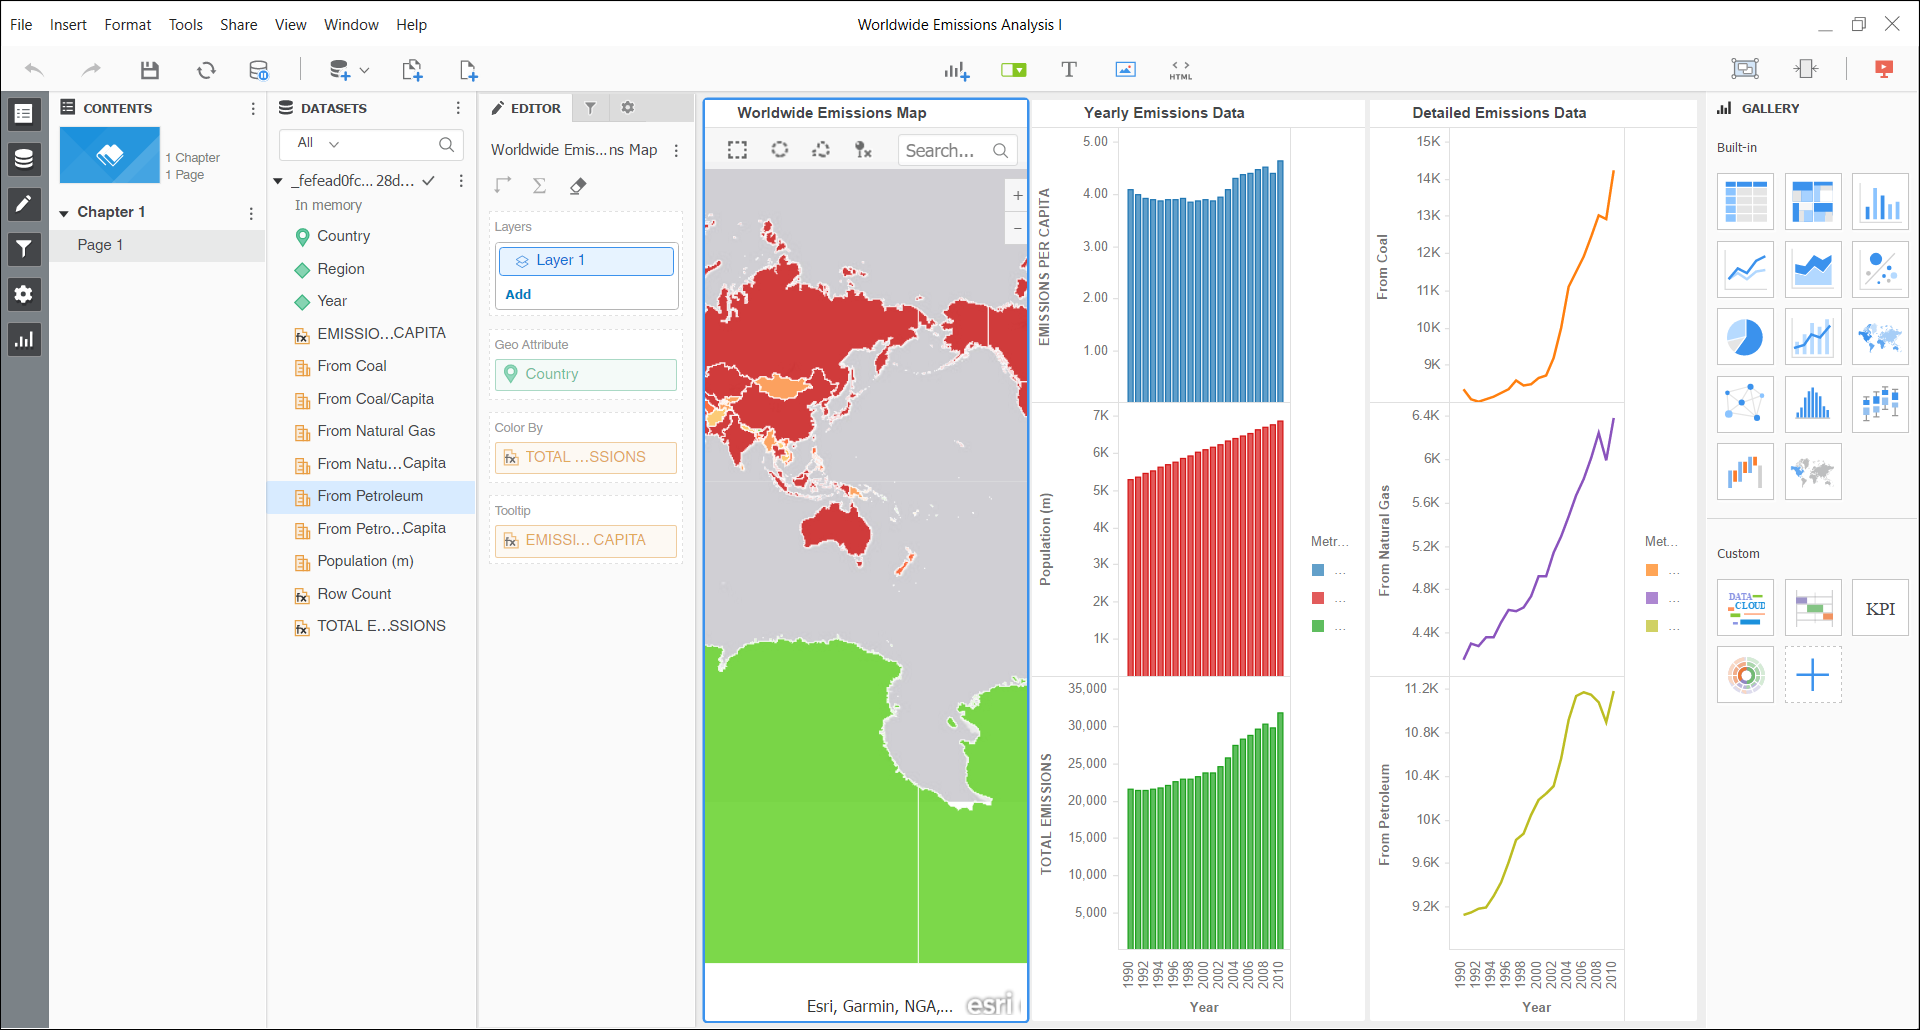 File Insert Format Tools Share View Window Help
Worldwide Emissions Analysis I
HTML
CONTENTS
1 Chapter
1 Page
Chapter 1
Page 1
DATASETS
All
_fefead0fc... 28d...
In memory
Country
Region
Year
EMISSIO...CAPITA
From Coal
From Coal/Capita
From Natural Gas
From Natu...Capita
From Petroleum
From Petro...Capita
Population (m)
Row Count
TOTAL E...SSIONS
EDITOR
Worldwide Emis...ns Map
Layers
Layer 1
Add
Geo Attribute
Country
Color By
TOTAL ...SSIONS
Tooltip
EMISSI... CAPITA
Worldwide Emissions Map
Search...
+
−
Esri, Garmin, NGA,...
esri
Yearly Emissions Data
EMISSIONS PER CAPITA
5.00
4.00
3.00
2.00
1.00
Population (m)
7K
6K
5K
4K
3K
2K
1K
TOTAL EMISSIONS
35,000
30,000
25,000
20,000
15,000
10,000
5,000
1990 1992 1994 1996 1998 2000 2002 2004 2006 2008 2010
Year
Metr...
...
...
...
Detailed Emissions Data
From Coal
15K
14K
13K
12K
11K
10K
9K
From Natural Gas
6.4K
6K
5.6K
5.2K
4.8K
4.4K
From Petroleum
11.2K
10.8K
10.4K
10K
9.6K
9.2K
1990 1992 1994 1996 1998 2000 2002 2004 2006 2008 2010
Year
Met...
...
...
...
GALLERY
Built-in
Custom
DATA
CLOUD
KPI